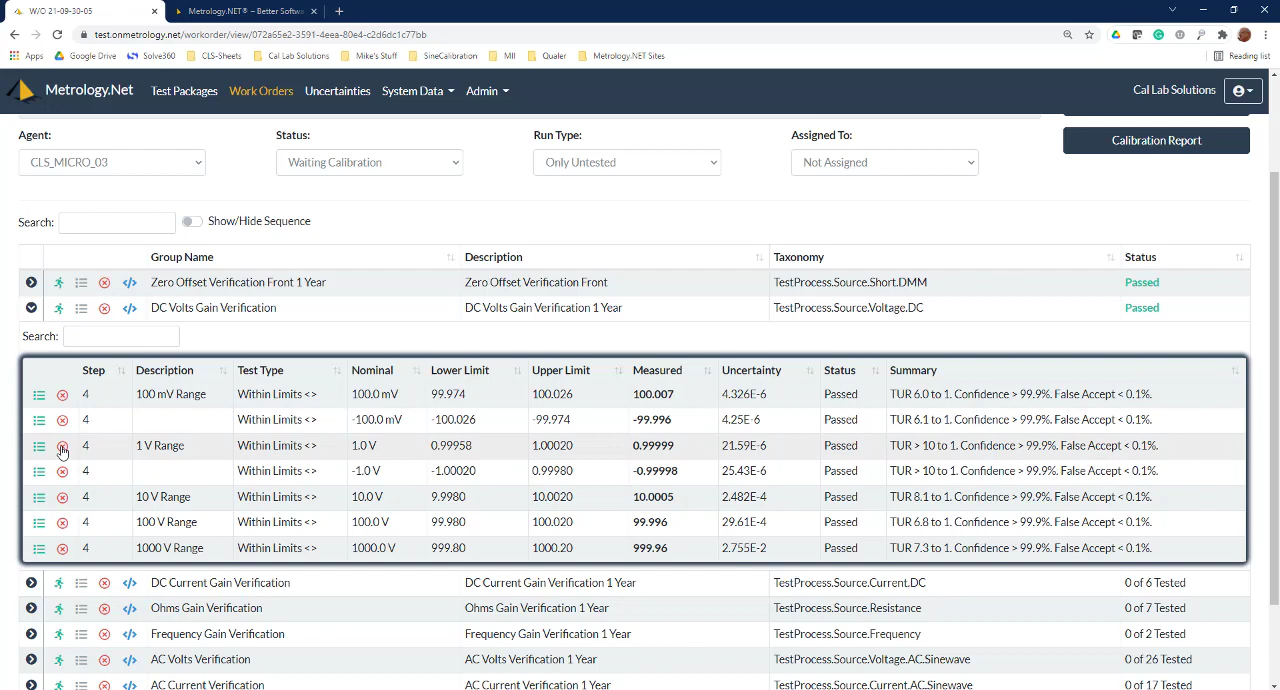 W/O 21-09-30-05
Metrology.NET® – Better Softwa
test.onmetrology.net/workorder/view/072a65e2-3591-4eea-80e4-c2d6dc1c77bb
Apps Google Drive Solve360 CLS-Sheets Cal Lab Solutions Mike's Stuff SineCalibration MII Qualer Metrology.NET Sites Reading list
Metrology.Net Test Packages Work Orders Uncertainties System Data Admin Cal Lab Solutions
Agent: Status: Run Type: Assigned To:
Calibration Report
CLS_MICRO_03 Waiting Calibration Only Untested Not Assigned
Search: Show/Hide Sequence
Group Name Description Taxonomy Status
Zero Offset Verification Front 1 Year Zero Offset Verification Front TestProcess.Source.Short.DMM Passed
DC Volts Gain Verification DC Volts Gain Verification 1 Year TestProcess.Source.Voltage.DC Passed
Search:
Step Description Test Type Nominal Lower Limit Upper Limit Measured Uncertainty Status Summary
4 100 mV Range Within Limits <> 100.0 mV 99.974 100.026 100.007 4.326E-6 Passed TUR 6.0 to 1. Confidence > 99.9%. False Accept < 0.1%.
4 Within Limits <> -100.0 mV -100.026 -99.974 -99.996 4.25E-6 Passed TUR 6.1 to 1. Confidence > 99.9%. False Accept < 0.1%.
4 1 V Range Within Limits <> 1.0 V 0.99958 1.00020 0.99999 21.59E-6 Passed TUR > 10 to 1. Confidence > 99.9%. False Accept < 0.1%.
4 Within Limits <> -1.0 V -1.00020 0.99980 -0.99998 25.43E-6 Passed TUR > 10 to 1. Confidence > 99.9%. False Accept < 0.1%.
4 10 V Range Within Limits <> 10.0 V 9.9980 10.0020 10.0005 2.482E-4 Passed TUR 8.1 to 1. Confidence > 99.9%. False Accept < 0.1%.
4 100 V Range Within Limits <> 100.0 V 99.980 100.020 99.996 29.61E-4 Passed TUR 6.8 to 1. Confidence > 99.9%. False Accept < 0.1%.
4 1000 V Range Within Limits <> 1000.0 V 999.80 1000.20 999.96 2.755E-2 Passed TUR 7.3 to 1. Confidence > 99.9%. False Accept < 0.1%.
DC Current Gain Verification DC Current Gain Verification 1 Year TestProcess.Source.Current.DC 0 of 6 Tested
Ohms Gain Verification Ohms Gain Verification 1 Year TestProcess.Source.Resistance 0 of 7 Tested
Frequency Gain Verification Frequency Gain Verification 1 Year TestProcess.Source.Frequency 0 of 2 Tested
AC Volts Verification AC Volts Verification 1 Year TestProcess.Source.Voltage.AC.Sinewave 0 of 26 Tested
AC Current Verification AC Current Verification 1 Year TestProcess.Source.Current.AC.Sinewave 0 of 17 Tested